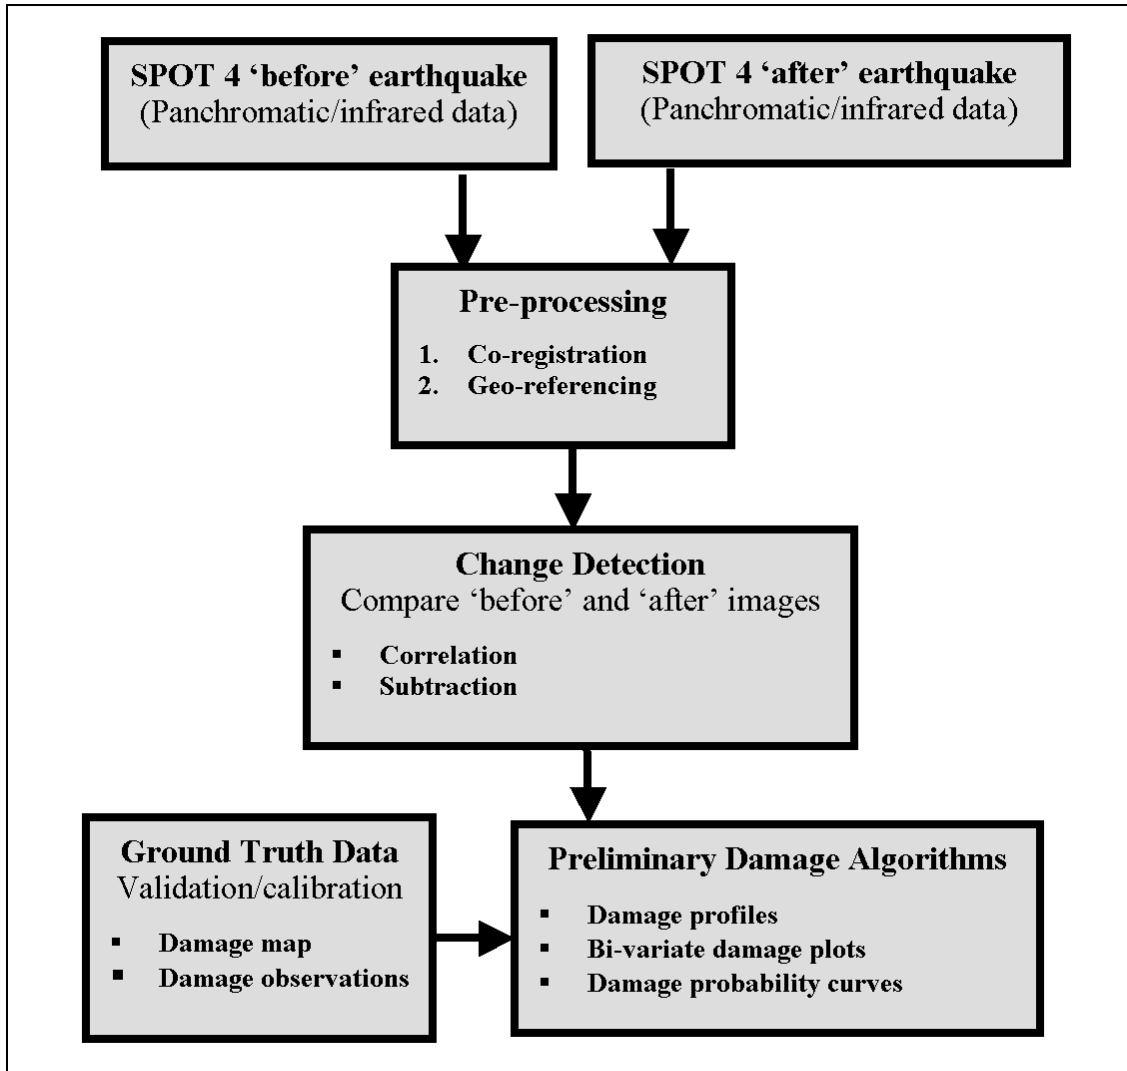 SPOT 4 ‘before’ earthquake
(Panchromatic/infrared data)
SPOT 4 ‘after’ earthquake
(Panchromatic/infrared data)
Pre-processing
1. Co-registration
2. Geo-referencing
Change Detection
Compare ‘before’ and ‘after’ images
▪ Correlation
▪ Subtraction
Ground Truth Data
Validation/calibration
▪ Damage map
▪ Damage observations
Preliminary Damage Algorithms
▪ Damage profiles
▪ Bi-variate damage plots
▪ Damage probability curves